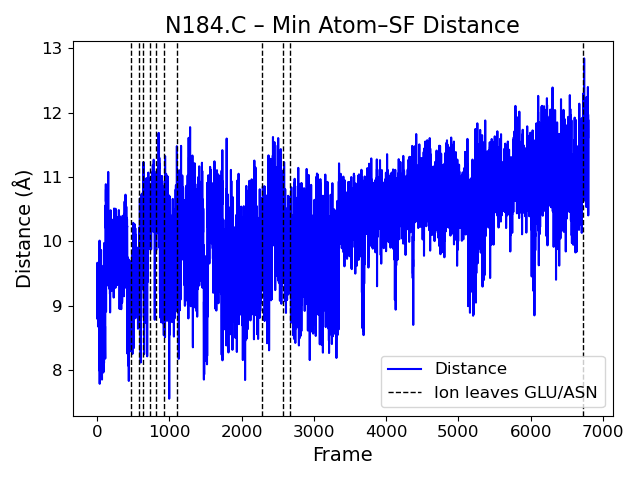 N184.C – Min Atom–SF Distance
13
12
11
10
9
8
Distance (Å)
Distance
Ion leaves GLU/ASN
0 1000 2000 3000 4000 5000 6000 7000
Frame